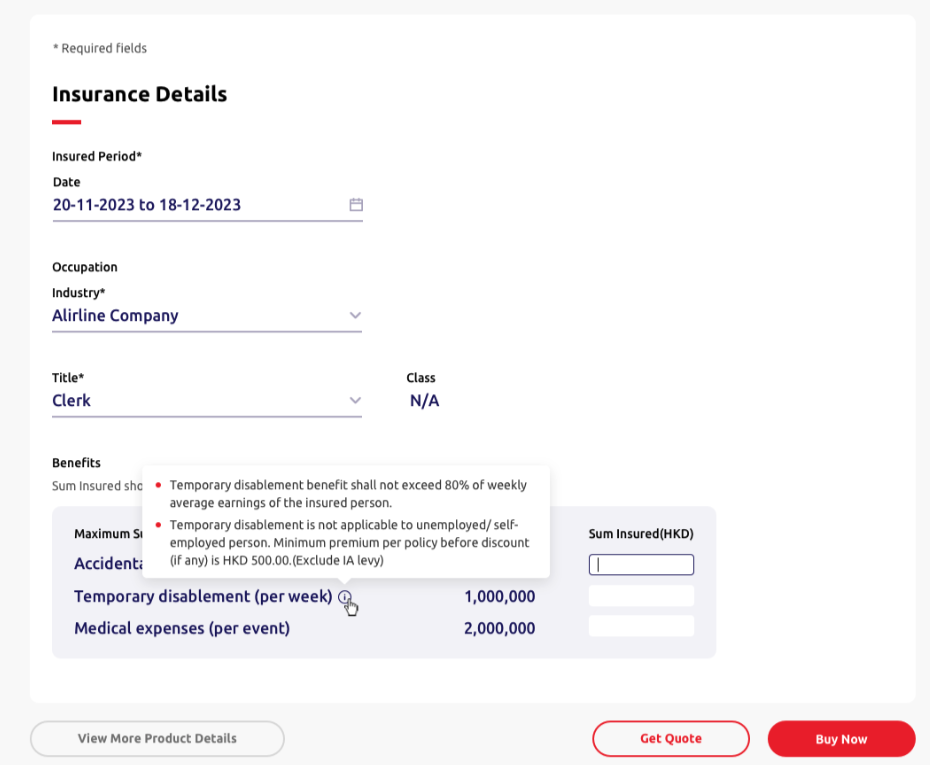 * Required fields
Insurance Details
Insured Period*
Date
20-11-2023 to 18-12-2023
Occupation
Industry*
Alirline Company
Title*
Class
Clerk
N/A
Benefits
Sum Insured
Temporary disablement benefit shall not exceed 80% of weekly
average earnings of the insured person.
Temporary disablement is not applicable to unemployed/ self-
employed person. Minimum premium per policy before discount
(if any) is HKD 500.00.(Exclude IA levy)
Maximum
Sum Insured(HKD)
Temporary disablement (per week)
1,000,000
Medical expenses (per event)
2,000,000
View More Product Details
Get Quote
Buy Now